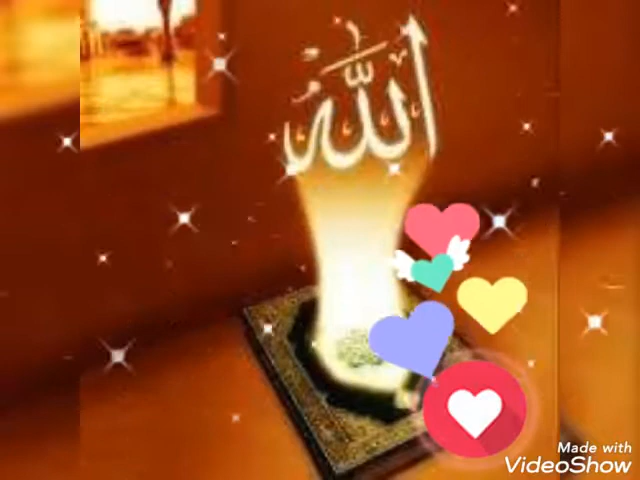 الله
Made with
VideoShow